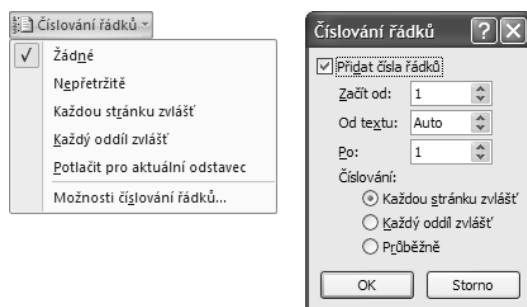 Číslování řádků
Žádné
Nepřetržitě
Každou stránku zvlášť
Každý oddíl zvlášť
Potlačit pro aktuální odstavec
Možnosti číslování řádků...
Číslování řádků
Přidat čísla řádků
Začít od: 1
Od textu: Auto
Po: 1
Číslování:
Každou stránku zvlášť
Každý oddíl zvlášť
Průběžně
OK Storno